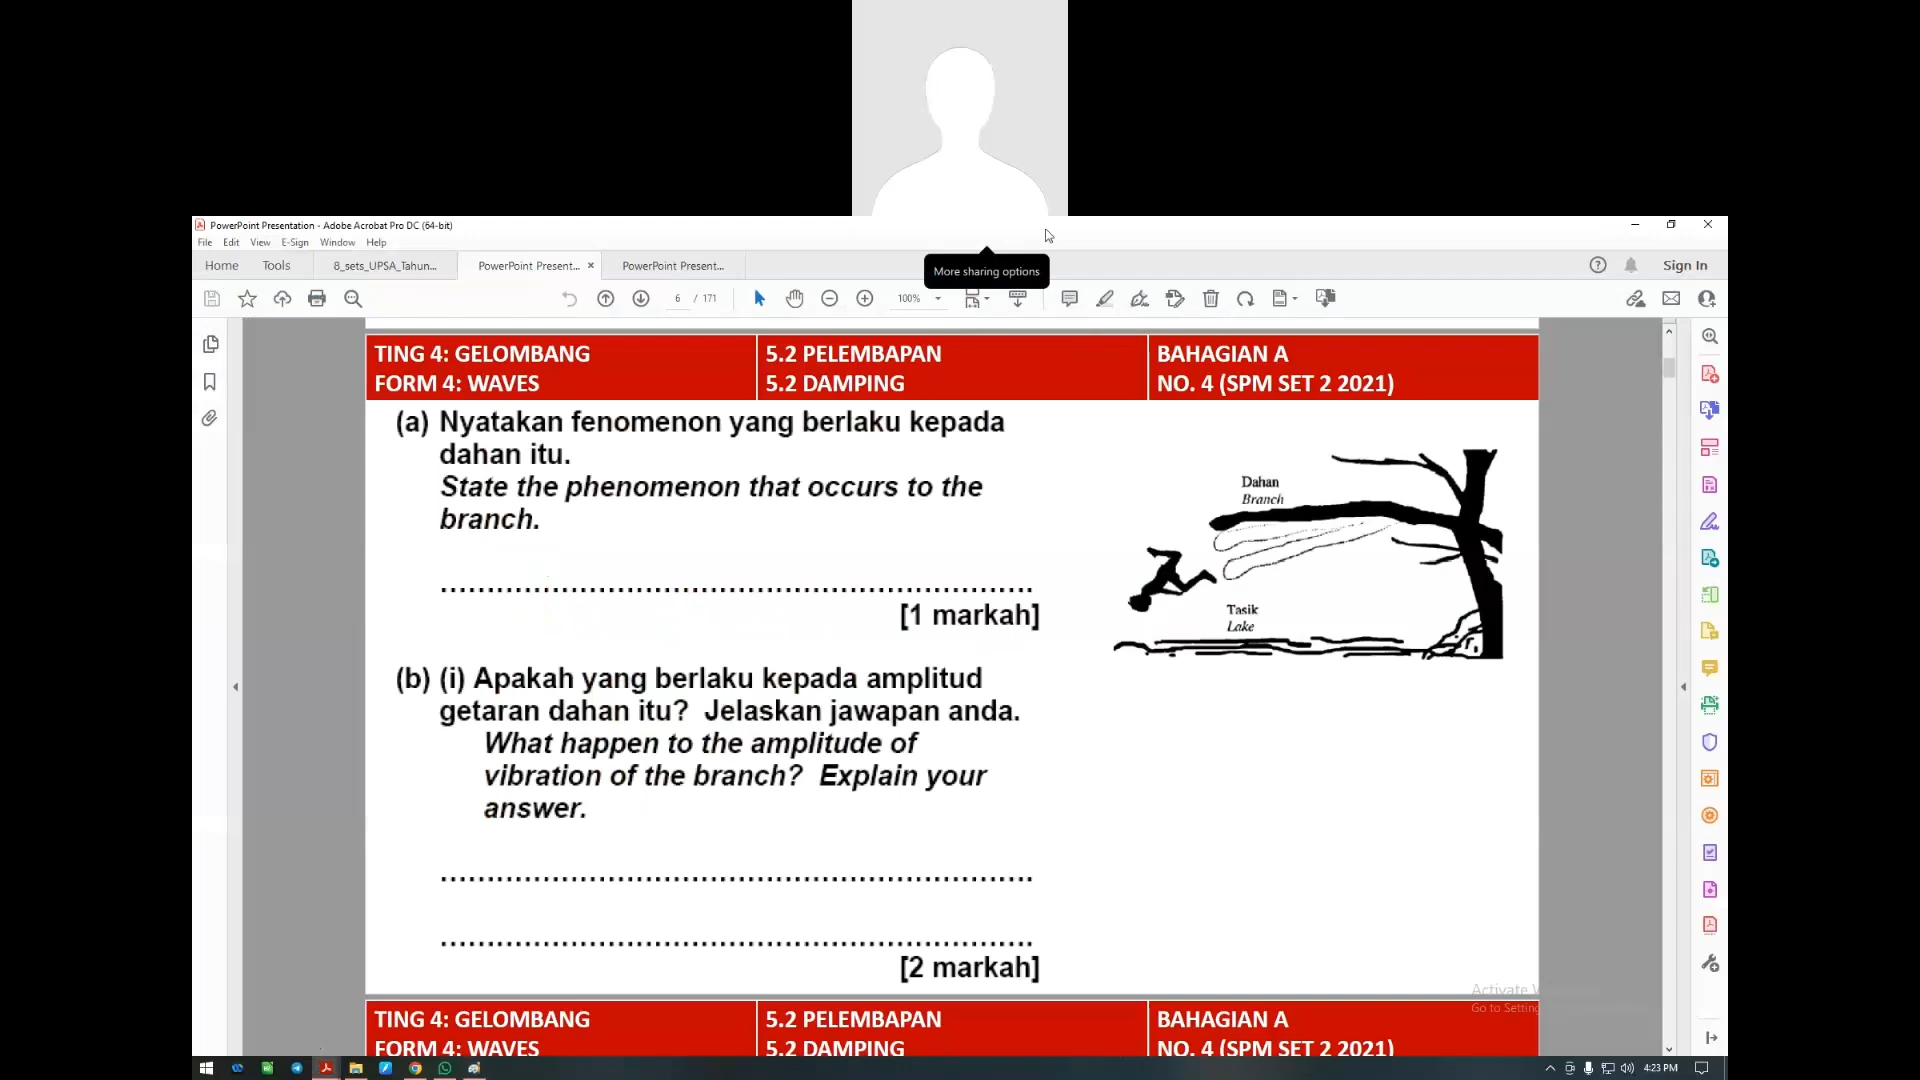 PowerPoint Presentation - Adobe Acrobat Pro DC (64-bit)
File Edit View E-Sign Window Help
Home Tools 8_sets_UPSA_Tahun... PowerPoint Present... × PowerPoint Present... Sign In
More sharing options
6 / 171 100%
TING 4: GELOMBANG
FORM 4: WAVES
5.2 PELEMBAPAN
5.2 DAMPING
BAHAGIAN A
NO. 4 (SPM SET 2 2021)
(a) Nyatakan fenomenon yang berlaku kepada
dahan itu.
State the phenomenon that occurs to the
branch.
[1 markah]
Dahan
Branch
Tasik
Lake
(b) (i) Apakah yang berlaku kepada amplitud
getaran dahan itu? Jelaskan jawapan anda.
What happen to the amplitude of
vibration of the branch? Explain your
answer.
[2 markah]
Activate
Go to Setting
TING 4: GELOMBANG
FORM 4: WAVES
5.2 PELEMBAPAN
5.2 DAMPING
BAHAGIAN A
NO. 4 (SPM SET 2 2021)
4:23 PM